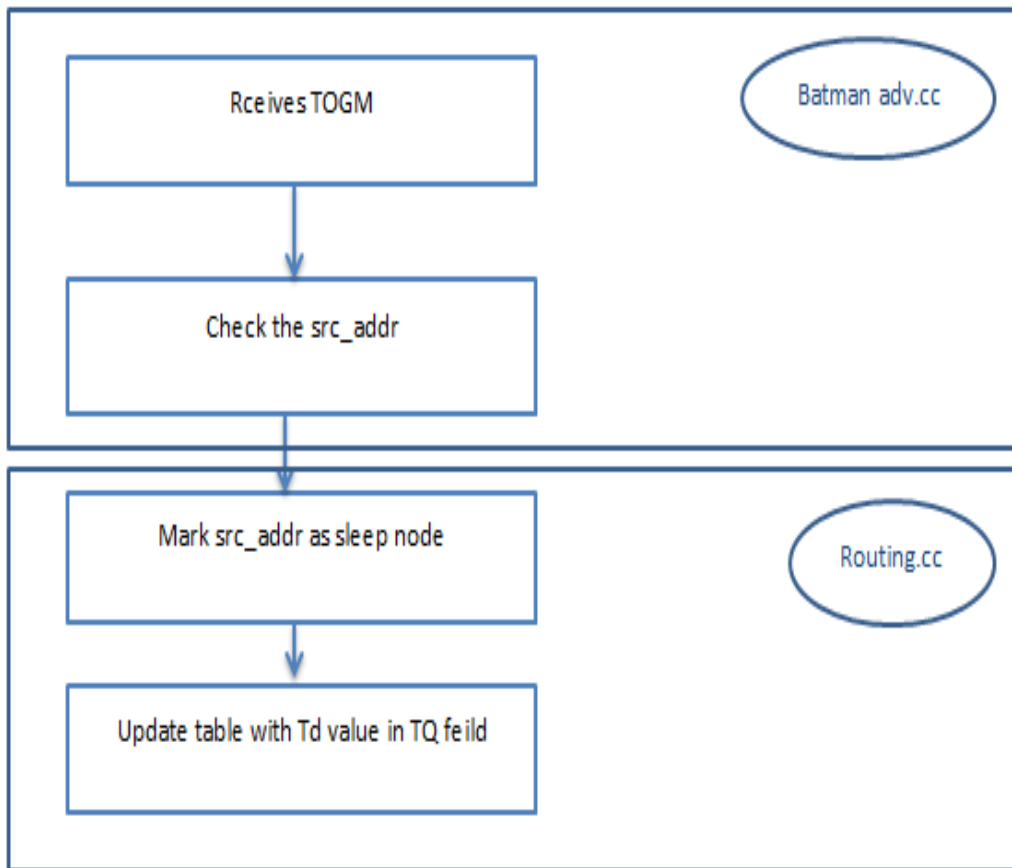 Rceives TOGM
Batman adv.cc
Check the src_addr
Mark src_addr as sleep node
Routing.cc
Update table with Td value in TQ feild